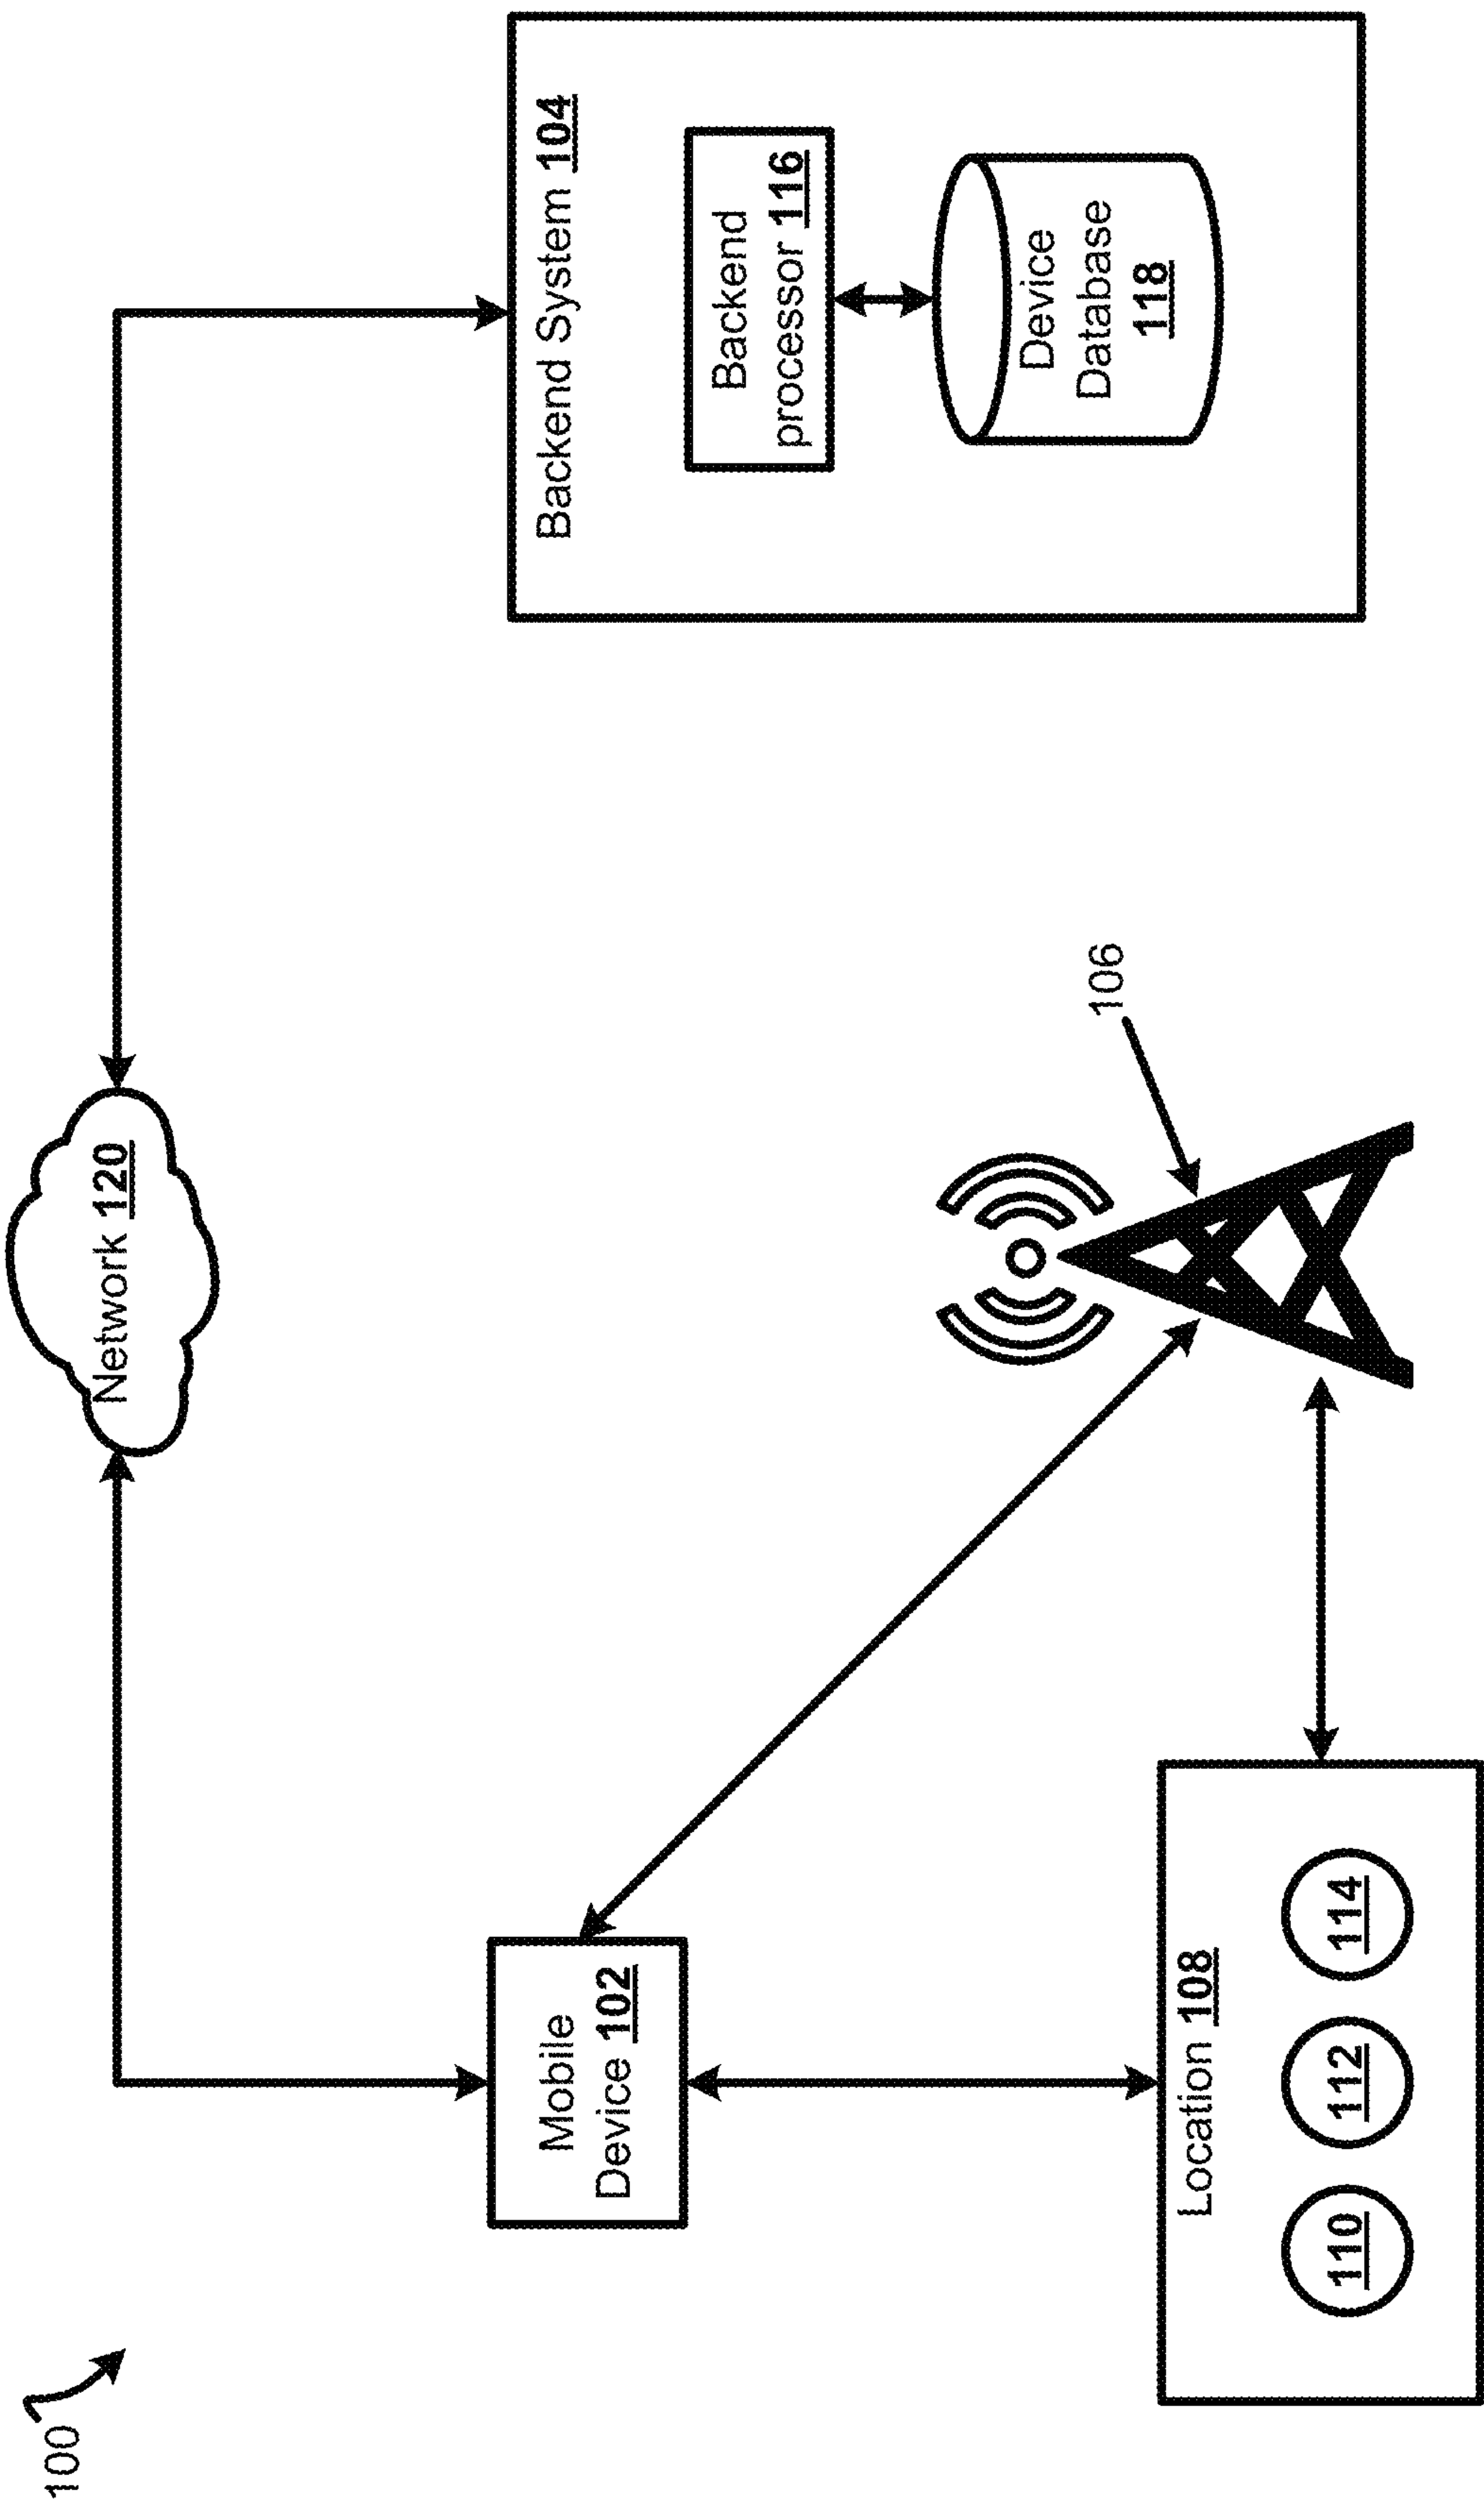 100
Network 120
Mobile
Device 102
Backend System 104
Backend
processor 116
Device
Database
118
106
Location 108
110
112
114